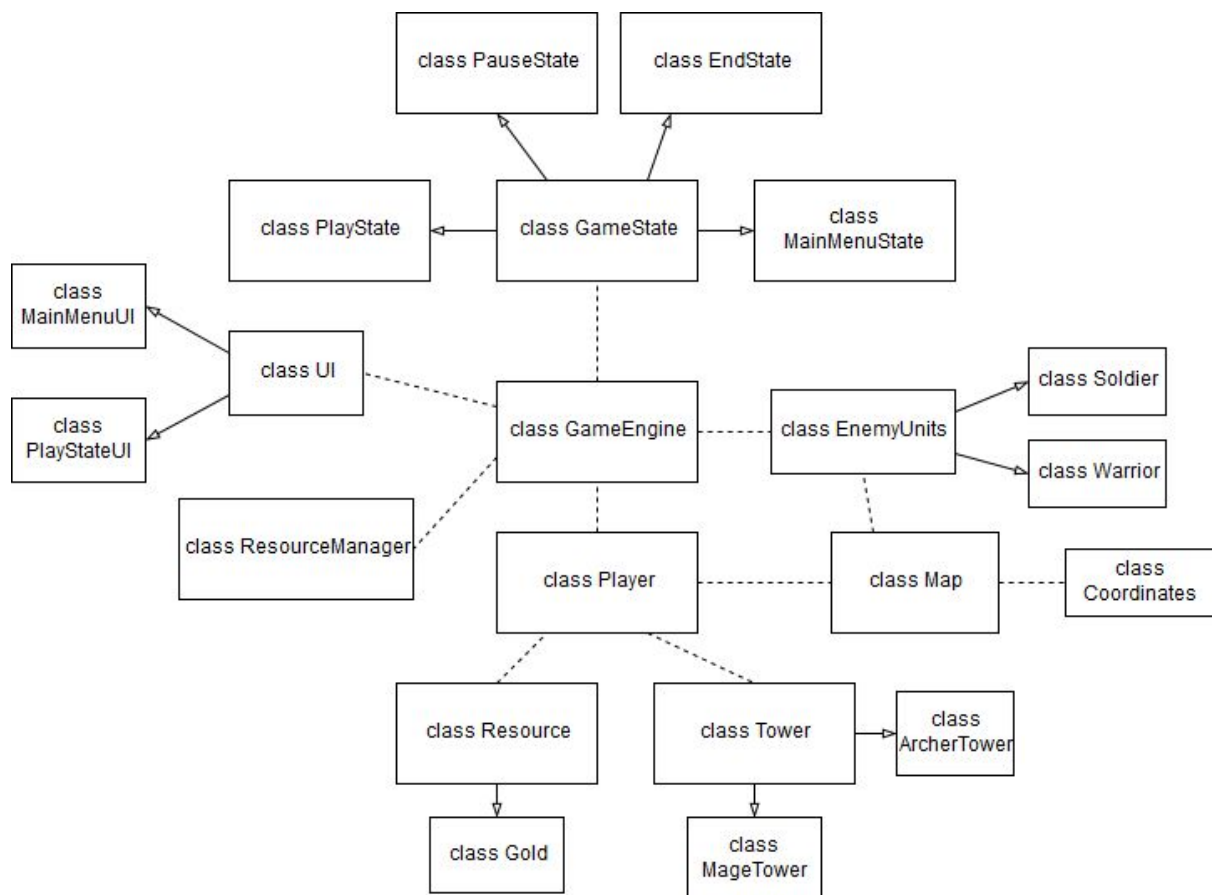 class PauseState
class EndState
class PlayState
class GameState
class
MainMenuState
class
MainMenuUI
class UI
class
PlayStateUI
class GameEngine
class EnemyUnits
class Soldier
class Warrior
class ResourceManager
class Player
class Map
class
Coordinates
class Resource
class Tower
class
ArcherTower
class Gold
class
MageTower